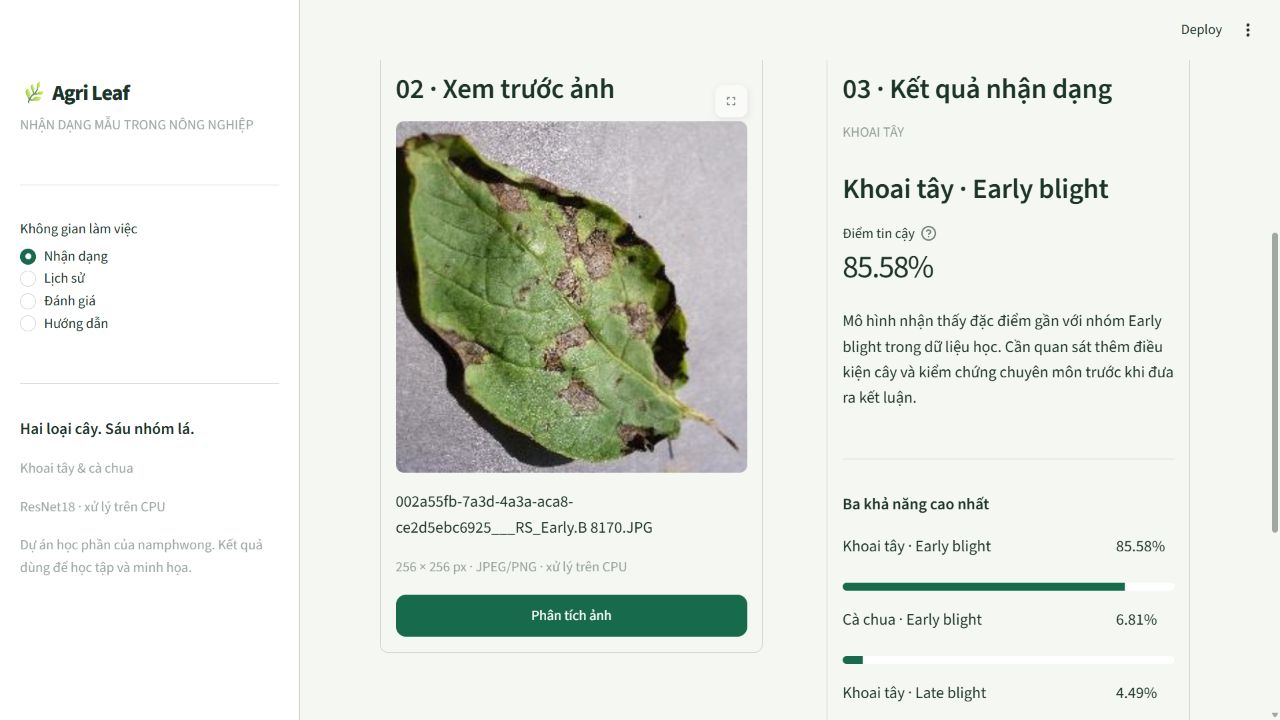 Deploy
Agri Leaf
NHẬN DẠNG MẪU TRONG NÔNG NGHIỆP
Không gian làm việc
Nhận dạng
Lịch sử
Đánh giá
Hướng dẫn
Hai loại cây. Sáu nhóm lá.
Khoai tây & cà chua
ResNet18 · xử lý trên CPU
Dự án học phần của namphwong. Kết quả
dùng để học tập và minh họa.
02 · Xem trước ảnh
002a55fb-7a3d-4a3a-aca8-
ce2d5ebc6925___RS_Early.B 8170.JPG
256 × 256 px · JPEG/PNG · xử lý trên CPU
Phân tích ảnh
03 · Kết quả nhận dạng
KHOAI TÂY
Khoai tây · Early blight
Điểm tin cậy
85.58%
Mô hình nhận thấy đặc điểm gần với nhóm Early
blight trong dữ liệu học. Cần quan sát thêm điều
kiện cây và kiểm chứng chuyên môn trước khi đưa
ra kết luận.
Ba khả năng cao nhất
Khoai tây · Early blight 85.58%
Cà chua · Early blight 6.81%
Khoai tây · Late blight 4.49%